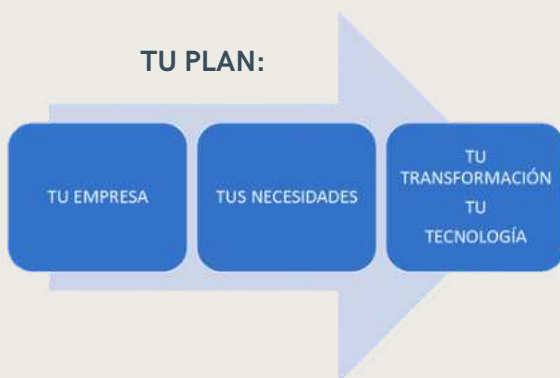 TU PLAN:
TU EMPRESA
TUS NECESIDADES
TU
TRANSFORMACIÓN
TU
TECNOLOGÍA